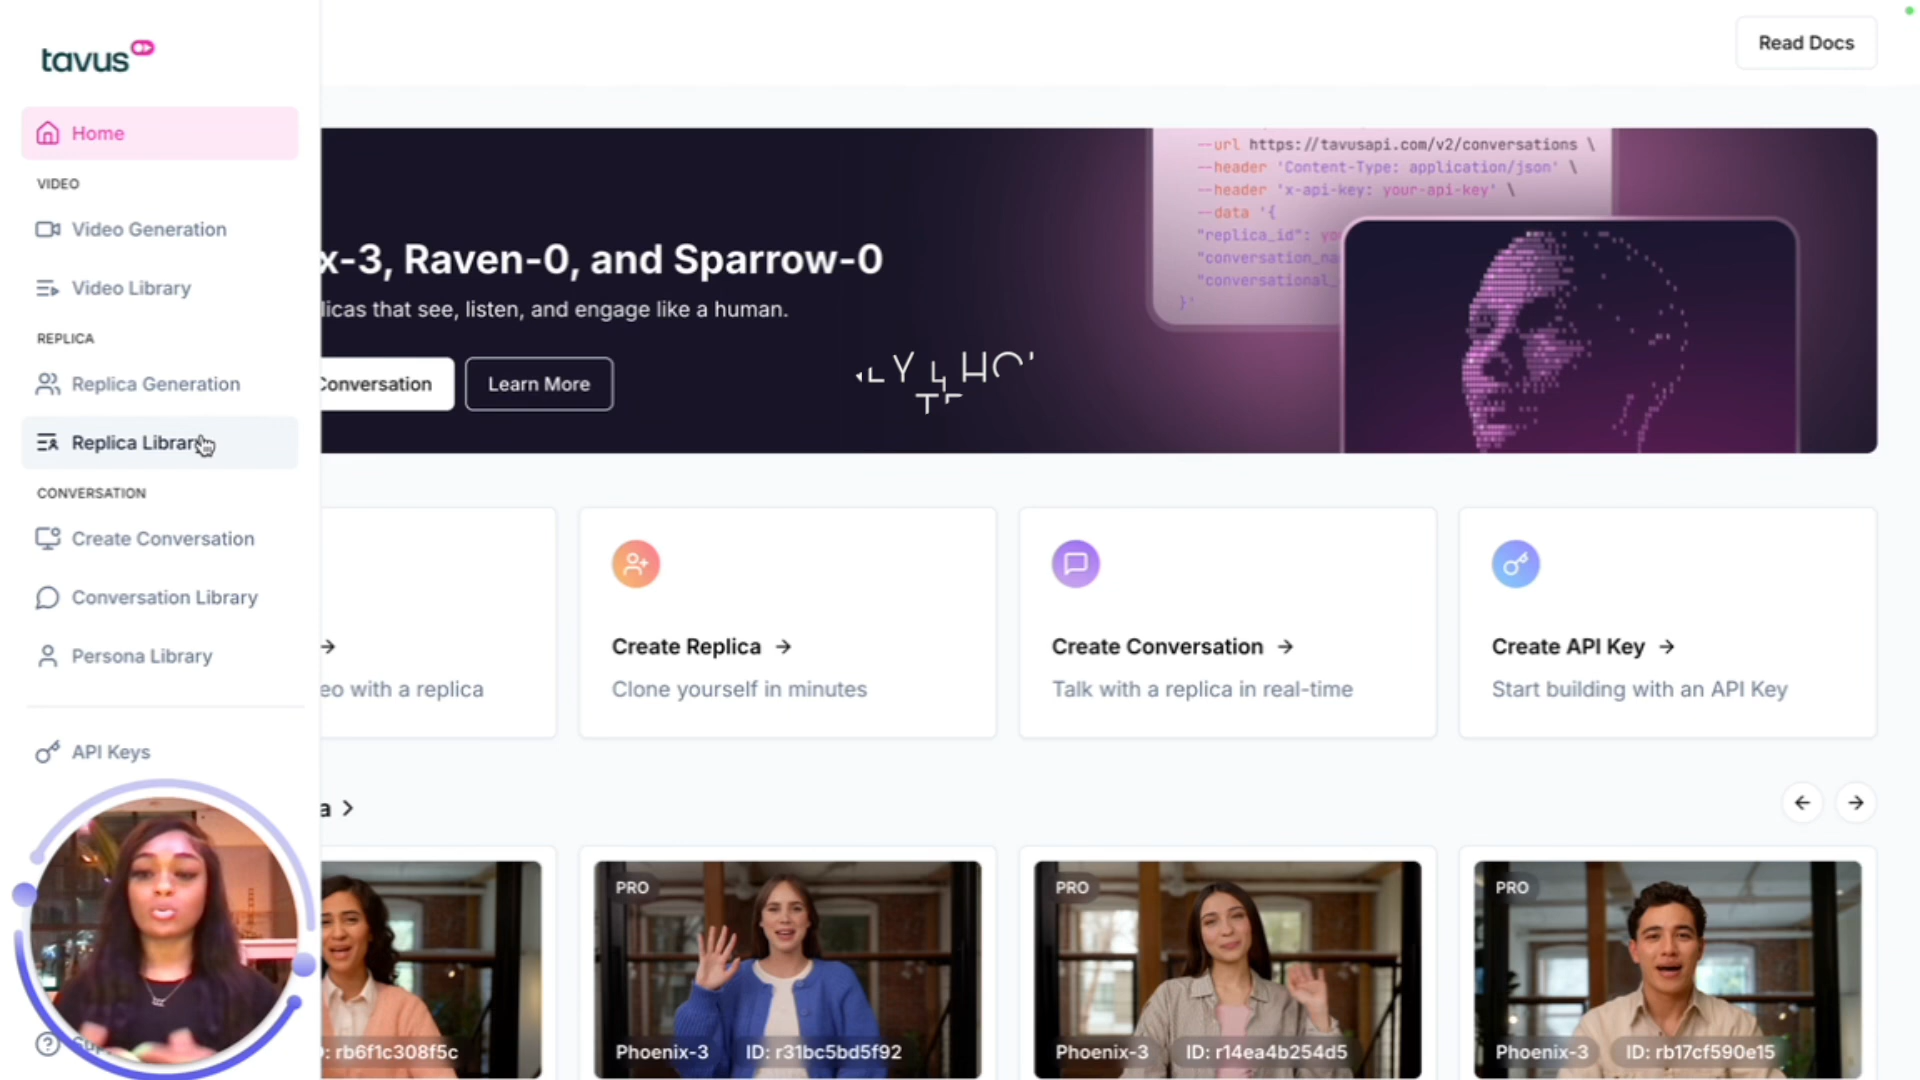 tavus
Read Docs
Home
VIDEO
Video Generation
Video Library
REPLICA
Replica Generation
Replica Library
CONVERSATION
Create Conversation
Conversation Library
Persona Library
API Keys
--url https://tavusapi.com/v2/conversations \
--header 'Content-Type: application/json' \
--header 'x-api-key: your-api-key' \
--data '{
"replica_id":
"conversation_na
"conversational_
}'
x-3, Raven-0, and Sparrow-0
licas that see, listen, and engage like a human.
Conversation
Learn More
eo with a replica
Create Replica
Clone yourself in minutes
Create Conversation
Talk with a replica in real-time
Create API Key
Start building with an API Key
a
: rb6f1c308f5c
PRO
Phoenix-3 ID: r31bc5bd5f92
PRO
Phoenix-3 ID: r14ea4b254d5
PRO
Phoenix-3 ID: rb17cf590e15